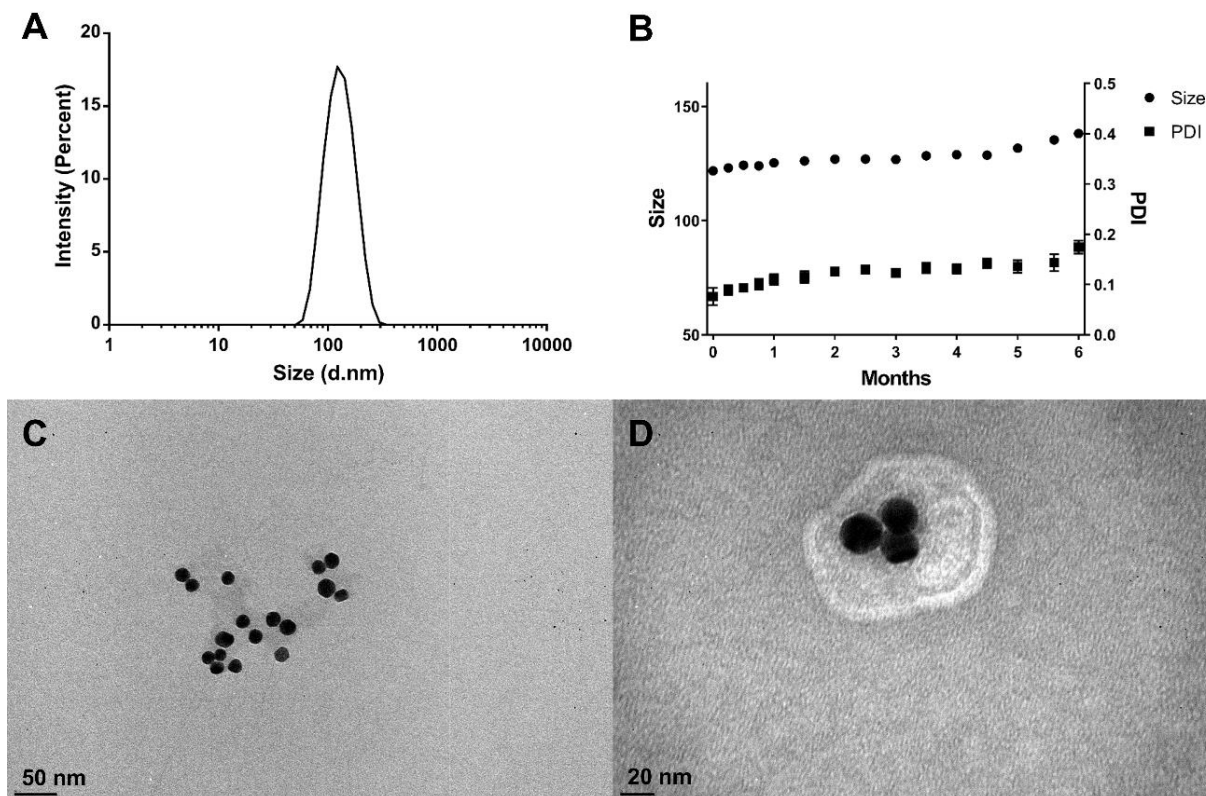 A
20
15
10
5
0
Intensity (Percent)
1 10 100 1000 10000
Size (d.nm)
B
150
100
50
Size
0.5
0.4
0.3
0.2
0.1
0.0
PDI
Size
PDI
0 1 2 3 4 5 6
Months
C
50 nm
D
20 nm